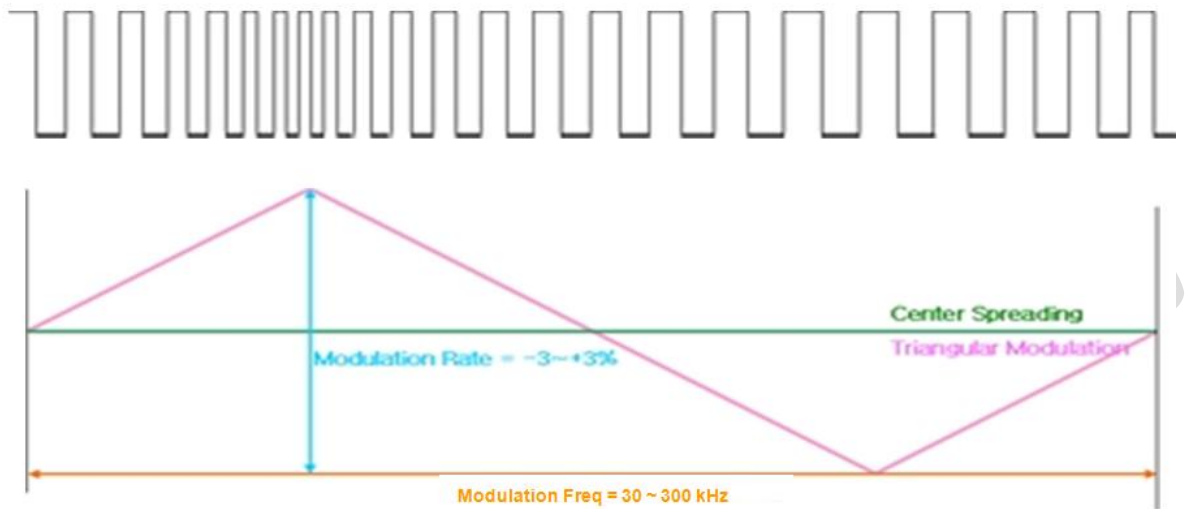 Center Spreading
Triangular Modulation
Modulation Rate = -3~+3%
Modulation Freq = 30 ~ 300 kHz